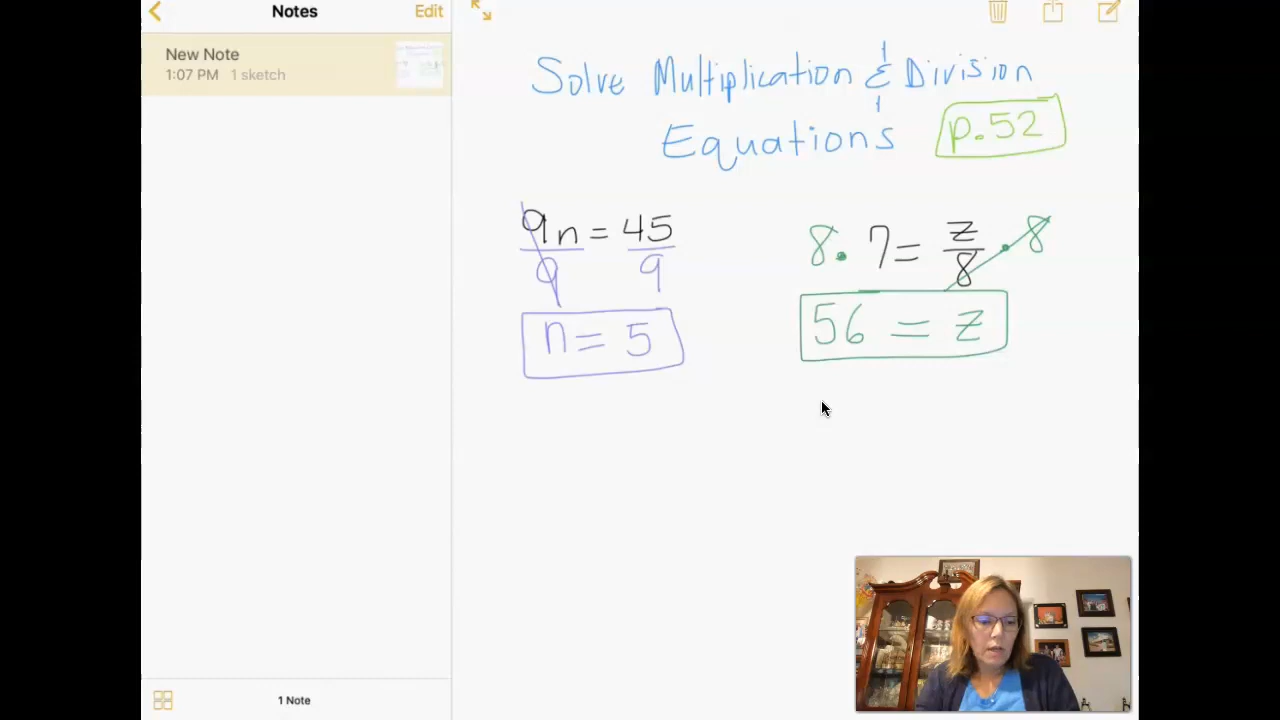 Notes
Edit
New Note
1:07 PM 1 sketch
1 Note
Solve Multiplication & Division
Equations p.52
9n = 45
9 9
n = 5
8 · 7 = z/8 · 8
56 = z